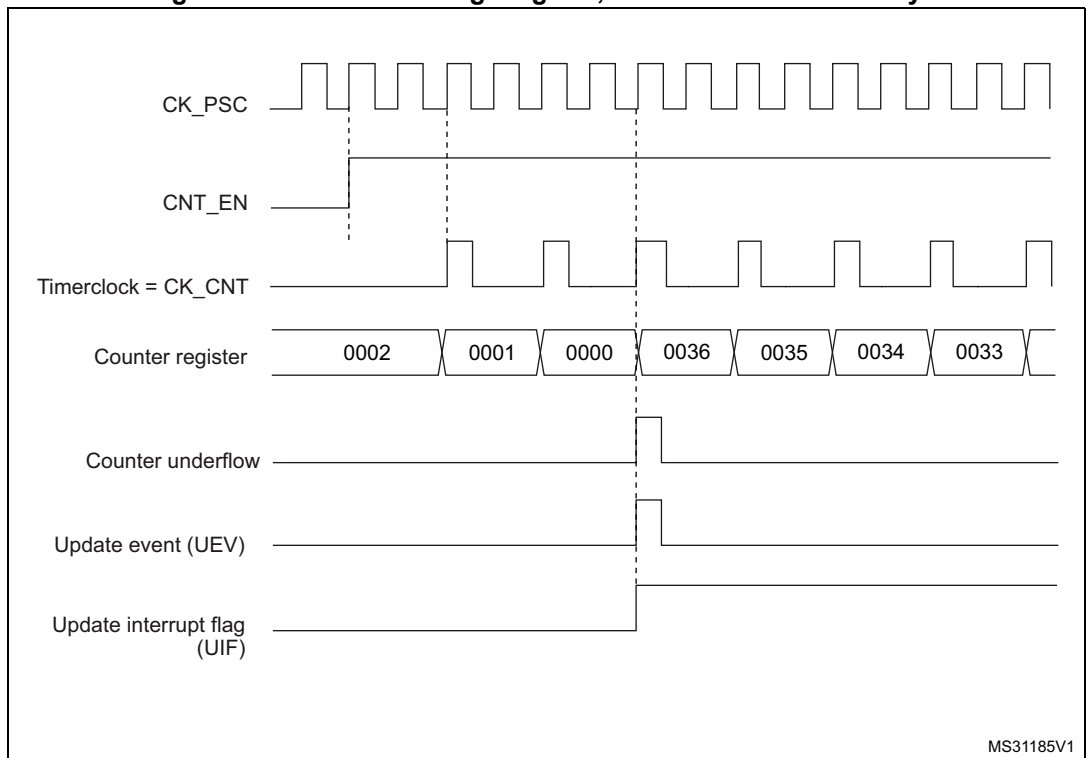 CK_PSC
CNT_EN
Timerclock = CK_CNT
Counter register
0002 0001 0000 0036 0035 0034 0033
Counter underflow
Update event (UEV)
Update interrupt flag
(UIF)
MS31185V1